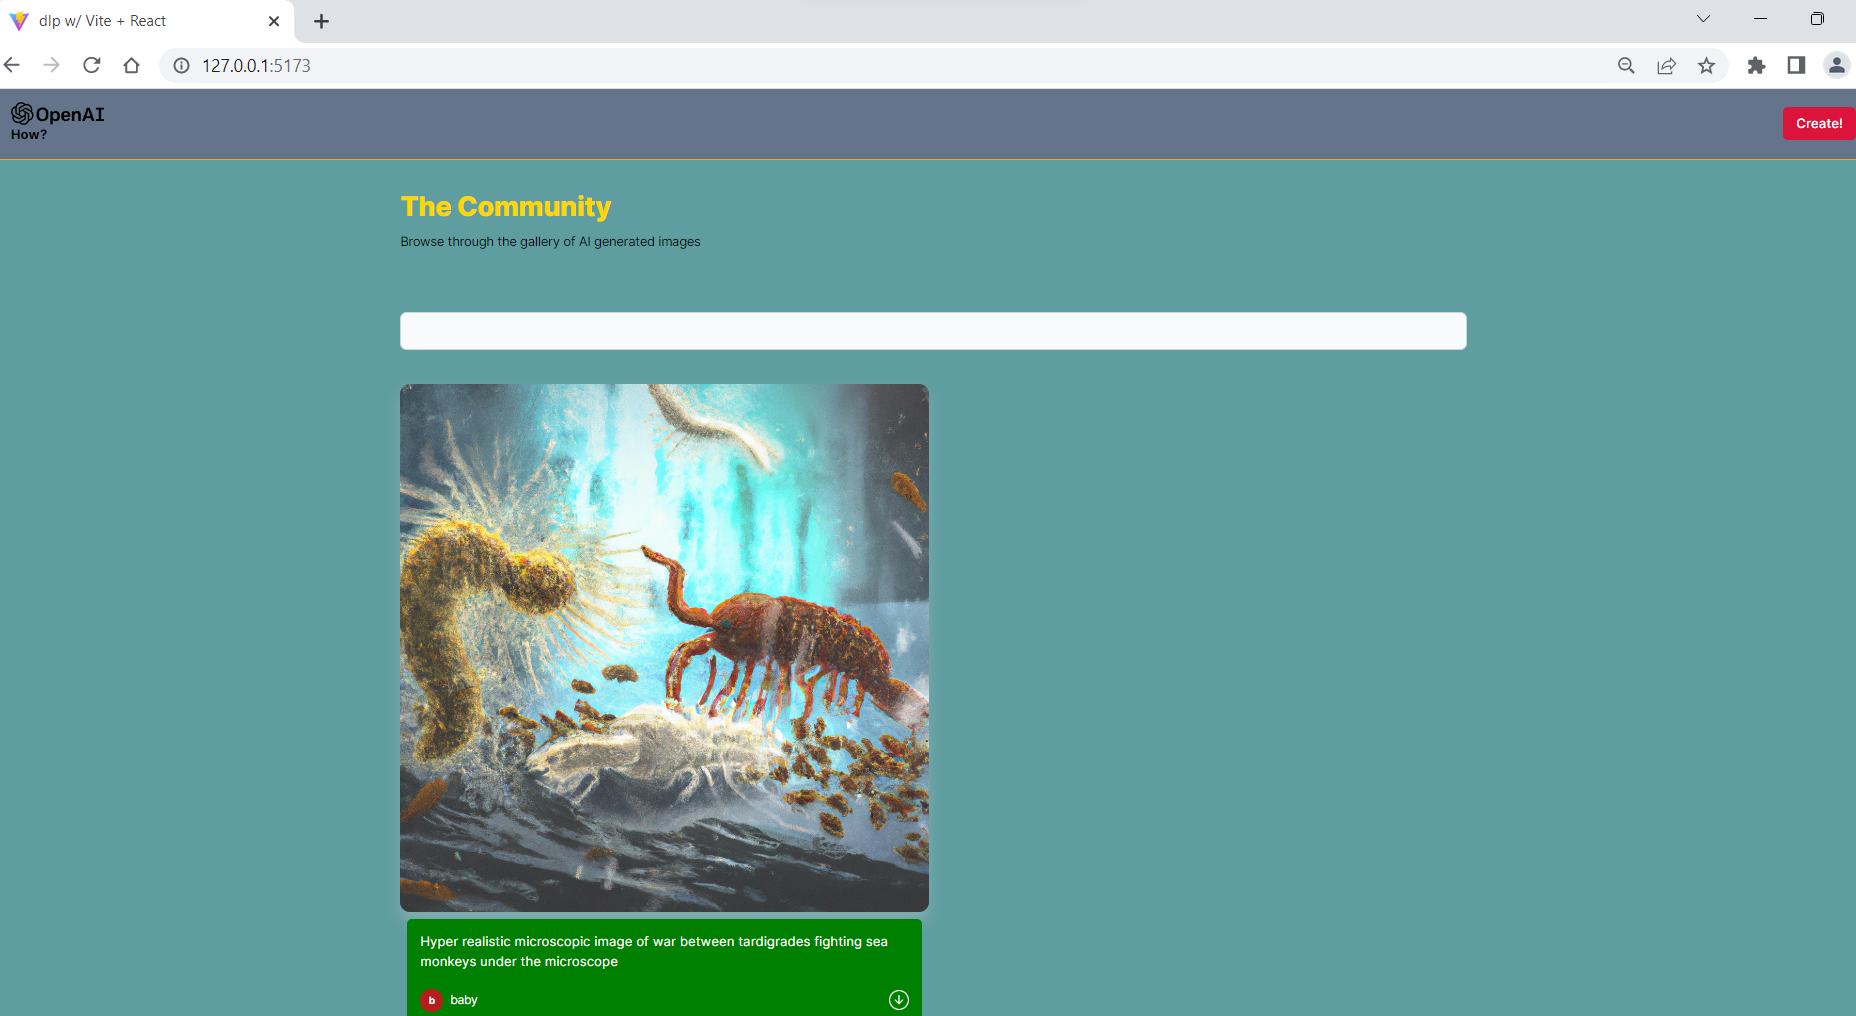 dlp w/ Vite + React
127.0.0.1:5173
OpenAI
How?
Create!
The Community
Browse through the gallery of AI generated images
Hyper realistic microscopic image of war between tardigrades fighting sea
monkeys under the microscope
b baby